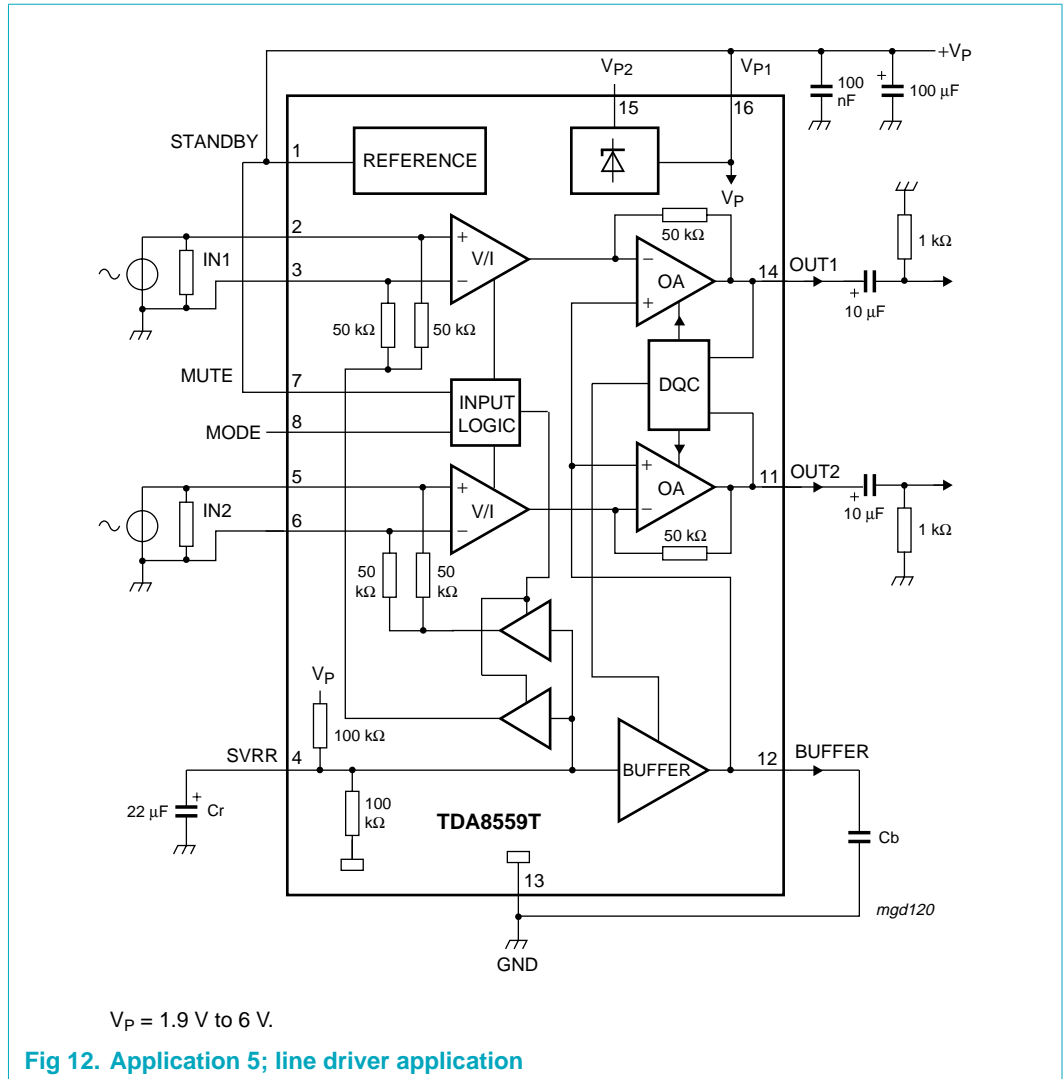 +VP
VP2
VP1
100
nF
+
100 μF
15
16
STANDBY
1
REFERENCE
VP
2
+
V/I
50 kΩ
1 kΩ
IN1
3
−
−
OA
14
OUT1
+
+
10 μF
50 kΩ
50 kΩ
MUTE
7
INPUT
LOGIC
DQC
MODE
8
5
+
V/I
+
OA
11
OUT2
IN2
6
−
−
+
10 μF
50 kΩ
1 kΩ
50
kΩ
50
kΩ
VP
100 kΩ
SVRR
4
BUFFER
12
BUFFER
22 μF
+
Cr
100
kΩ
TDA8559T
Cb
13
mgd120
GND
VP = 1.9 V to 6 V.
Fig 12. Application 5; line driver application